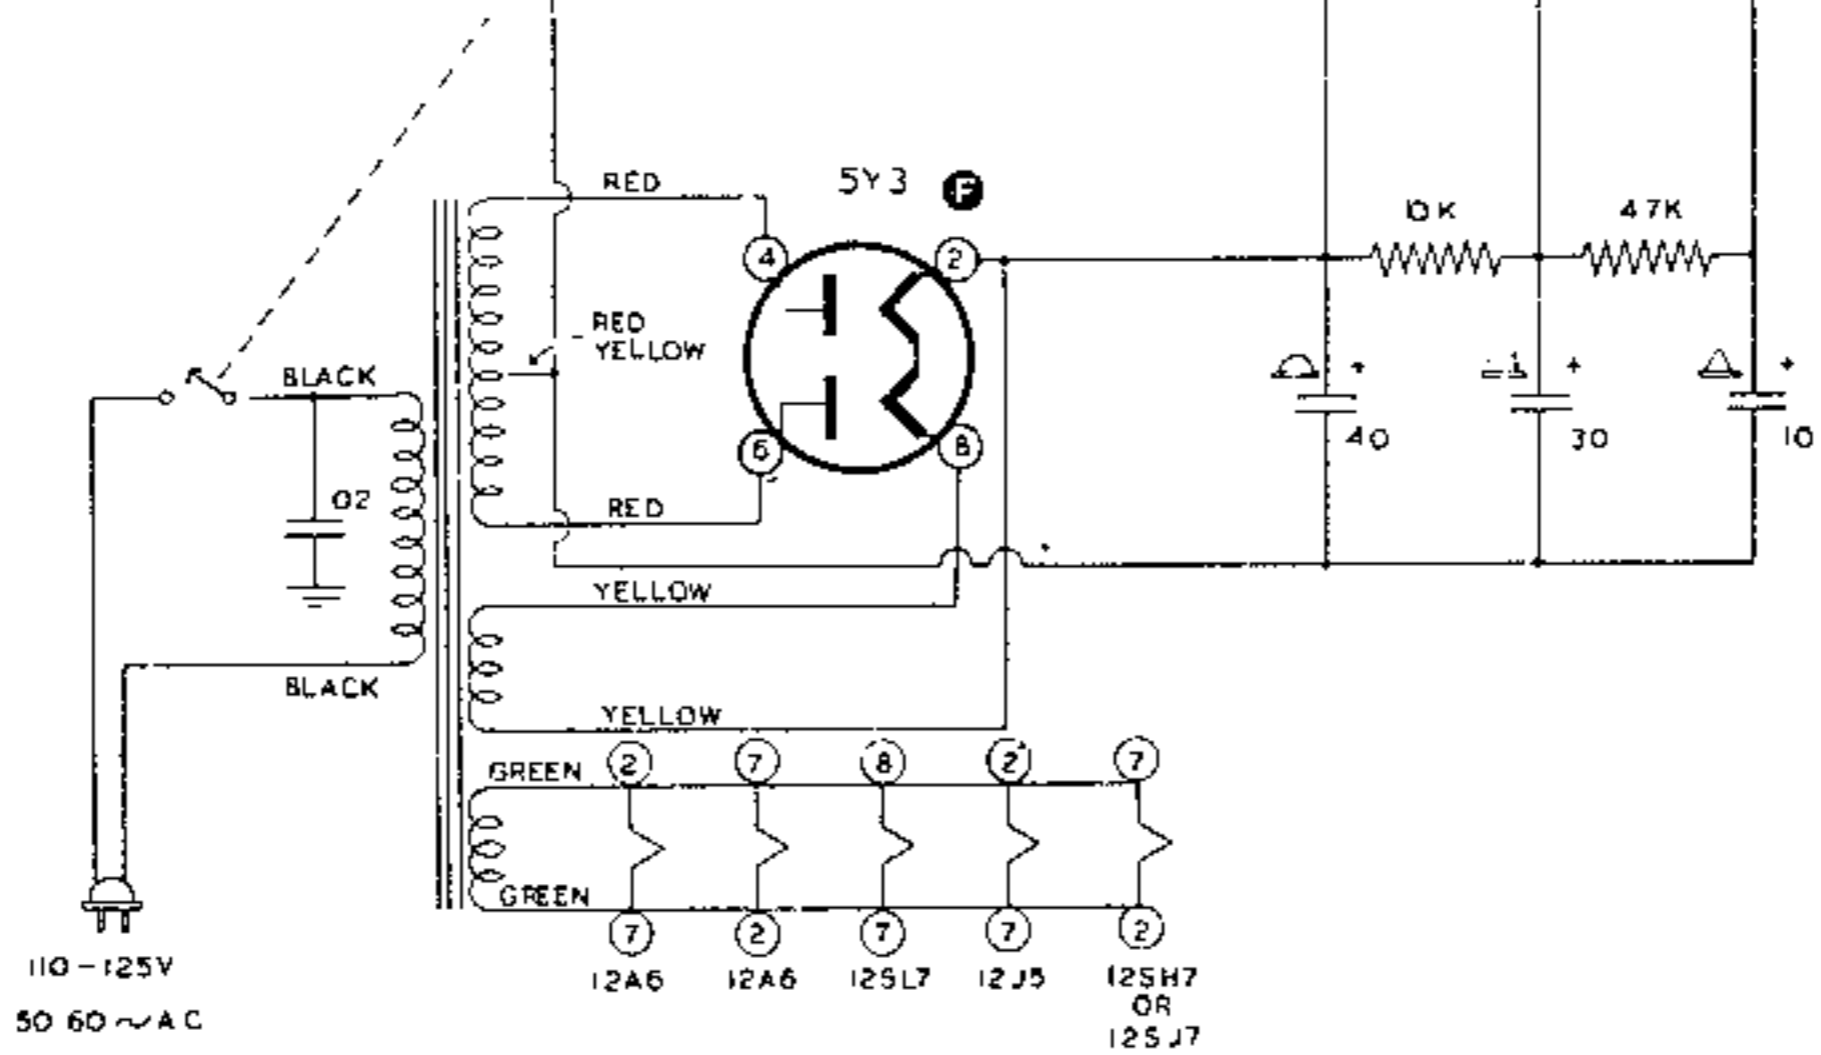 RED
5Y3
F
4
2
10K
47K
RED
YELLOW
BLACK
+
+
+
40
30
10
6
8
02
RED
YELLOW
BLACK
YELLOW
GREEN
2
7
8
2
7
GREEN
7
2
7
7
2
110-125V
50 60 ~ AC
12A6
12A6
12SL7
12J5
12SH7
OR
12SJ7